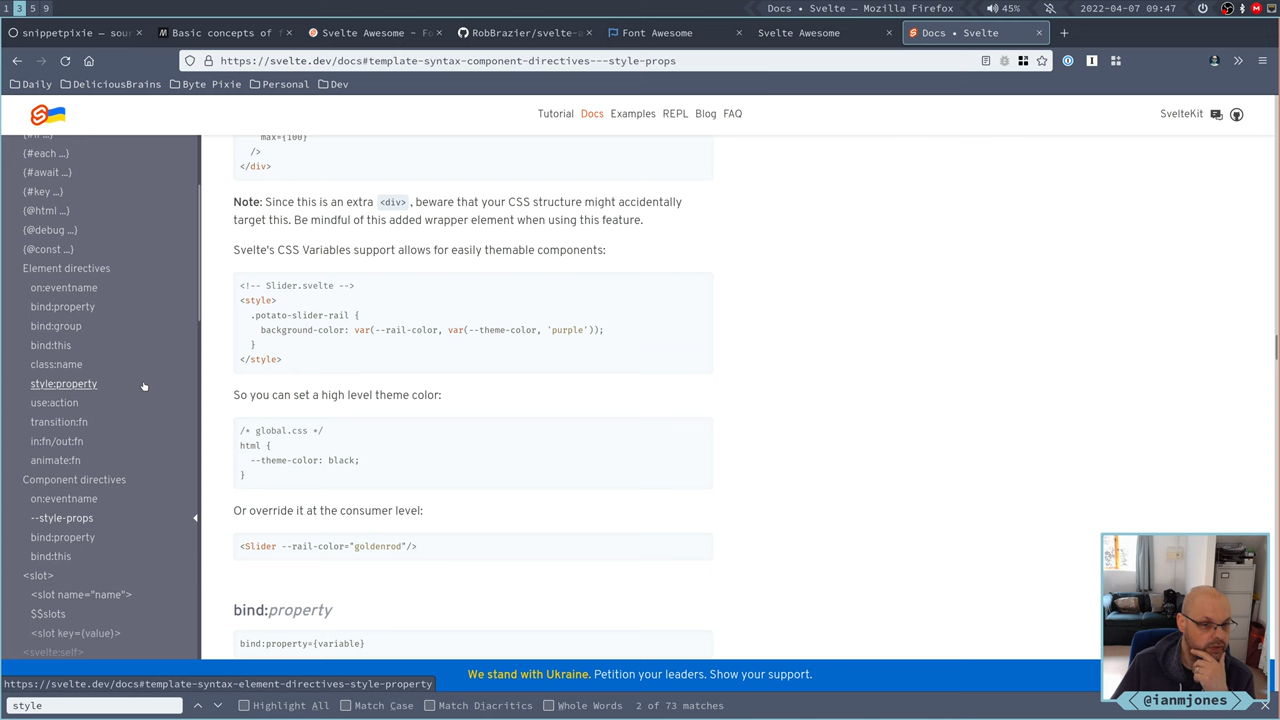 1 3 5 9
Docs • Svelte — Mozilla Firefox
45%
2022-04-07 09:47
snippetpixie — sour
Basic concepts of f
Svelte Awesome – Fo
RobBrazier/svelte-a
Font Awesome
Svelte Awesome
Docs • Svelte
https://svelte.dev/docs#template-syntax-component-directives---style-props
Daily
DeliciousBrains
Byte Pixie
Personal
Dev
Tutorial Docs Examples REPL Blog FAQ
SvelteKit
{#if ...}
{#each ...}
{#await ...}
{#key ...}
{@html ...}
{@debug ...}
{@const ...}
Element directives
on:eventname
bind:property
bind:group
bind:this
class:name
style:property
use:action
transition:fn
in:fn/out:fn
animate:fn
Component directives
on:eventname
--style-props
bind:property
bind:this
<slot>
<slot name="name">
$$slots
<slot key={value}>
<svelte:self>
max={100}
/>
</div>
Note: Since this is an extra <div>, beware that your CSS structure might accidentally
target this. Be mindful of this added wrapper element when using this feature.
Svelte's CSS Variables support allows for easily themable components:
<!-- Slider.svelte -->
<style>
.potato-slider-rail {
background-color: var(--rail-color, var(--theme-color, 'purple'));
}
</style>
So you can set a high level theme color:
/* global.css */
html {
--theme-color: black;
}
Or override it at the consumer level:
<Slider --rail-color="goldenrod"/>
bind:property
bind:property={variable}
We stand with Ukraine. Petition your leaders. Show your support.
https://svelte.dev/docs#template-syntax-element-directives-style-property
style
Highlight All
Match Case
Match Diacritics
Whole Words
2 of 73 matches
@ianmjones